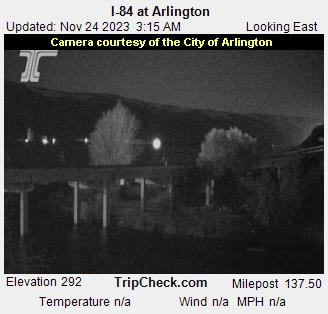 I-84 at Arlington
Updated: Nov 24 2023 3:15 AM Looking East
Camera courtesy of the City of Arlington
Elevation 292 TripCheck.com Milepost 137.50
Temperature n/a Wind n/a MPH n/a